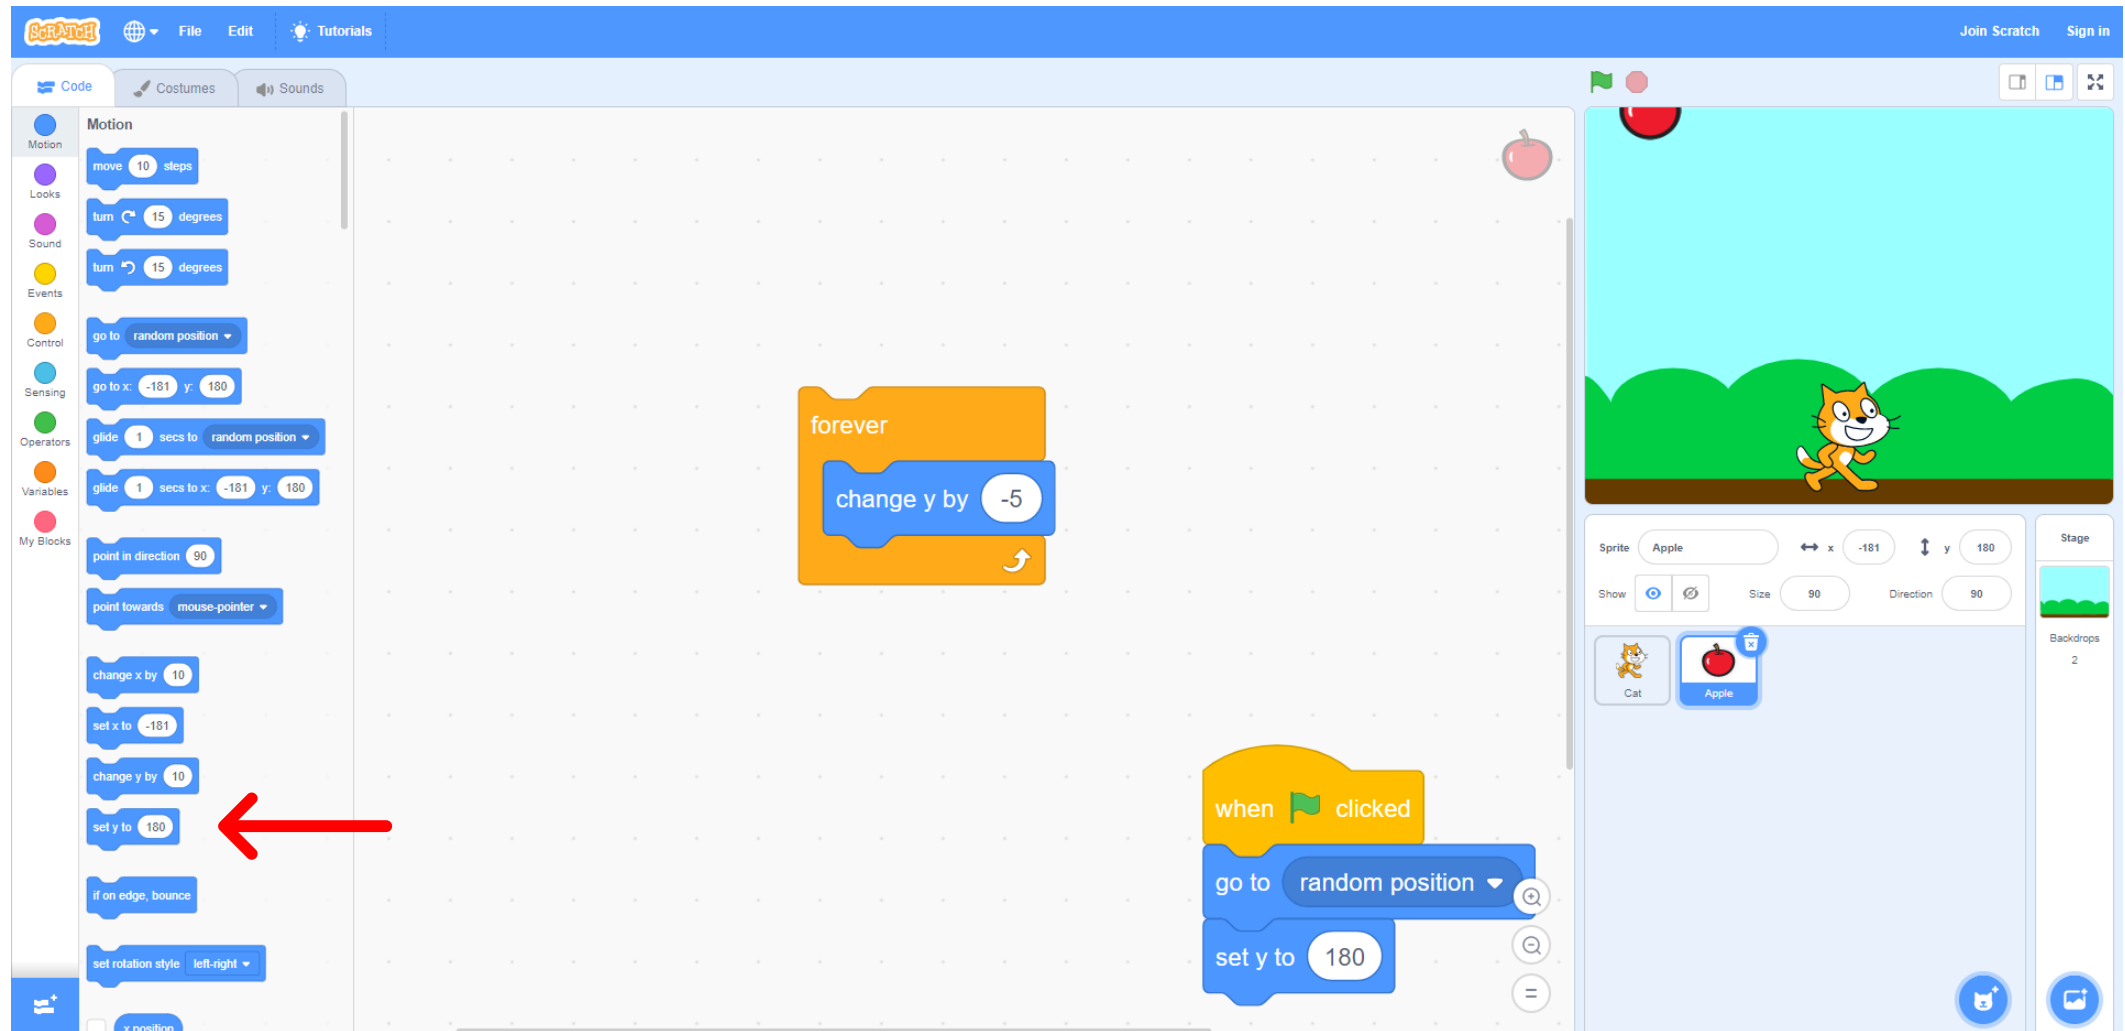 SCRATCH File Edit Tutorials Join Scratch Sign in
Code Costumes Sounds
Motion
Looks
Sound
Events
Control
Sensing
Operators
Variables
My Blocks
Motion
move 10 steps
turn 15 degrees
turn 15 degrees
go to random position
go to x: -181 y: 180
glide 1 secs to random position
glide 1 secs to x: -181 y: 180
point in direction 90
point towards mouse-pointer
change x by 10
set x to -181
change y by 10
set y to 180
if on edge, bounce
set rotation style left-right
x position
forever
change y by -5
when clicked
go to random position
set y to 180
Sprite Apple x -181 y 180
Show Size 90 Direction 90
Cat
Apple
Stage
Backdrops
2